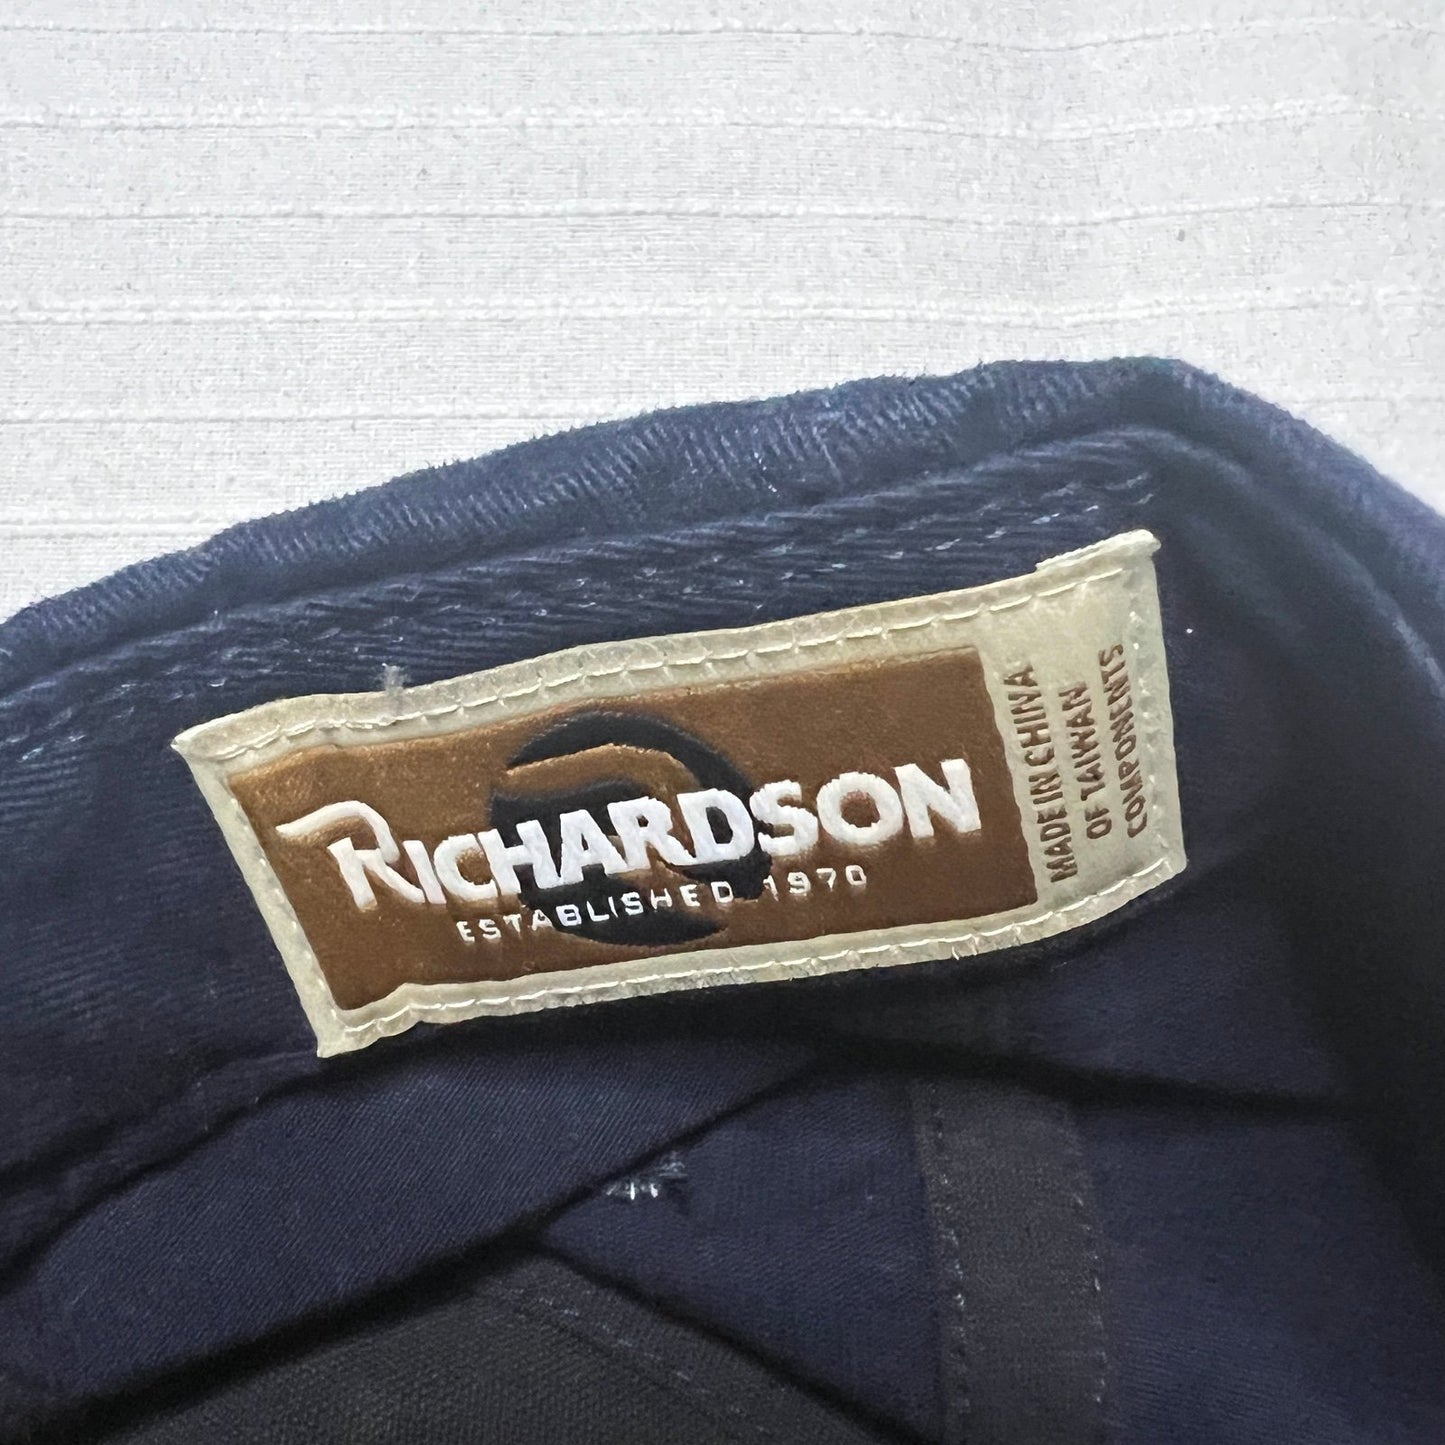 RICHARDSON
ESTABLISHED 1970
MADE IN CHINA
OF TAIWAN
COMPONENTS